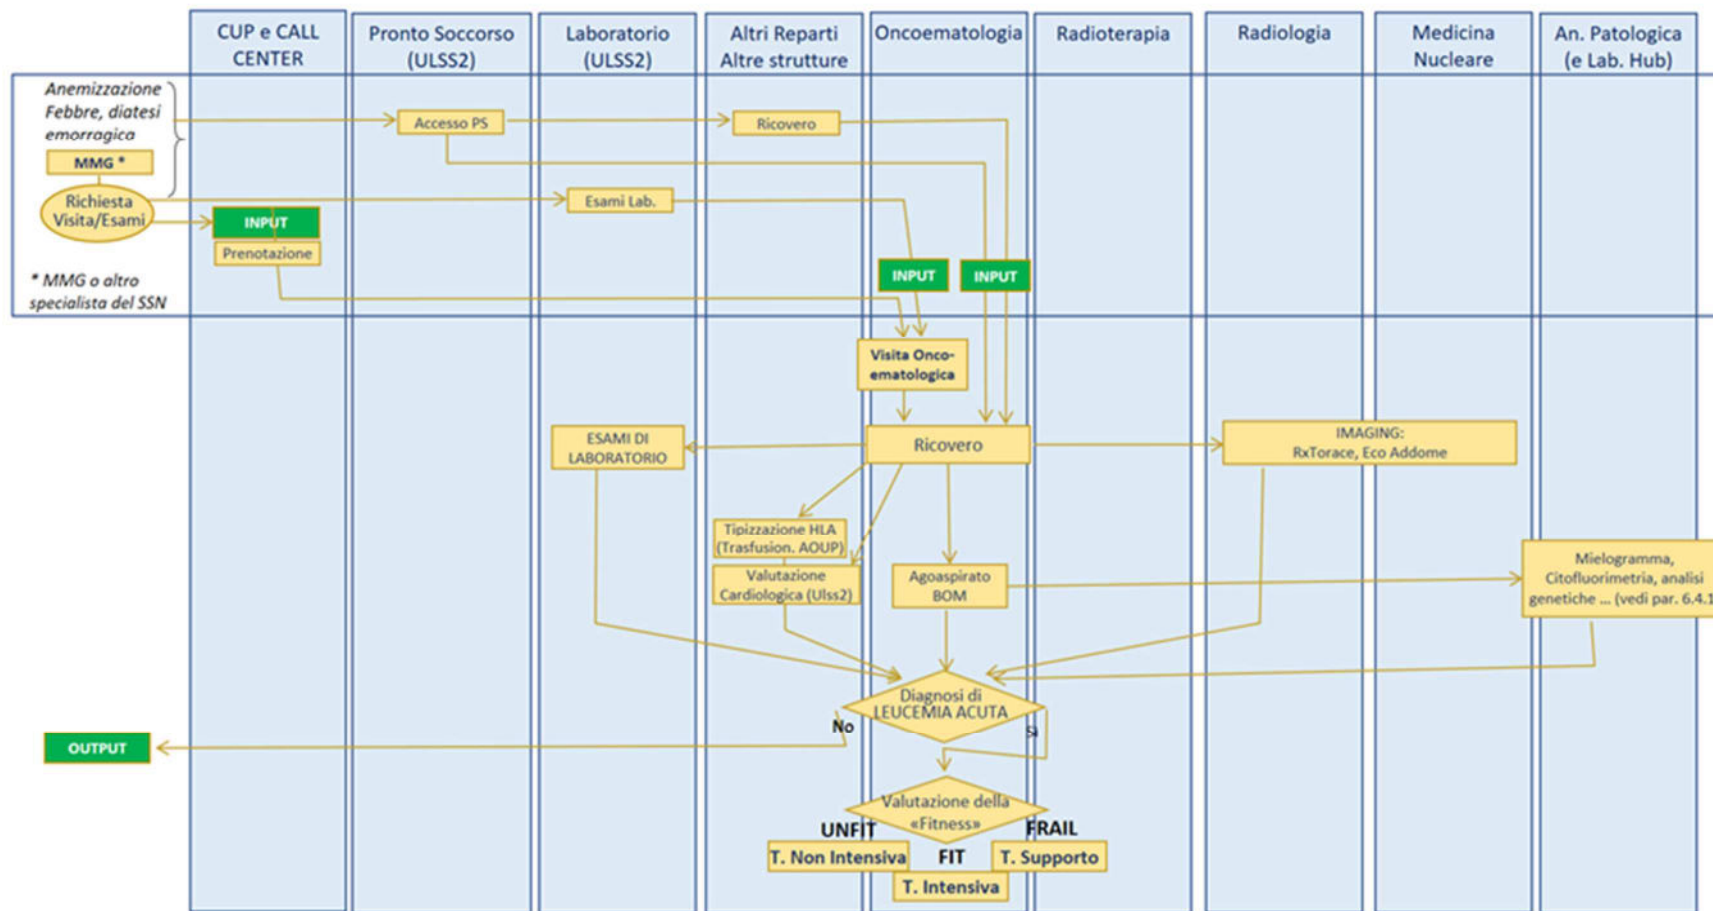 CUP e CALL
CENTER
Pronto Soccorso
(ULSS2)
Laboratorio
(ULSS2)
Altri Reparti
Altre strutture
Oncoematologia
Radioterapia
Radiologia
Medicina
Nucleare
An. Patologica
(e Lab. Hub)
Anemizzazione
Febbre, diatesi
emorragica
MMG *
Richiesta
Visita/Esami
* MMG o altro
specialista del SSN
Accesso PS
Ricovero
Esami Lab.
INPUT
Prenotazione
INPUT
INPUT
Visita Onco-
ematologica
ESAMI DI
LABORATORIO
Ricovero
IMAGING:
RxTorace, Eco Addome
Tipizzazione HLA
(Trasfusion. AOUP)
Valutazione
Cardiologica (Ulss2)
Agoaspirato
BOM
Mielogramma,
Citofluorimetria, analisi
genetiche ... (vedi par. 6.4.1
Diagnosi di
LEUCEMIA ACUTA
No
Sì
OUTPUT
Valutazione della
«Fitness»
UNFIT
FRAIL
T. Non Intensiva
FIT
T. Supporto
T. Intensiva